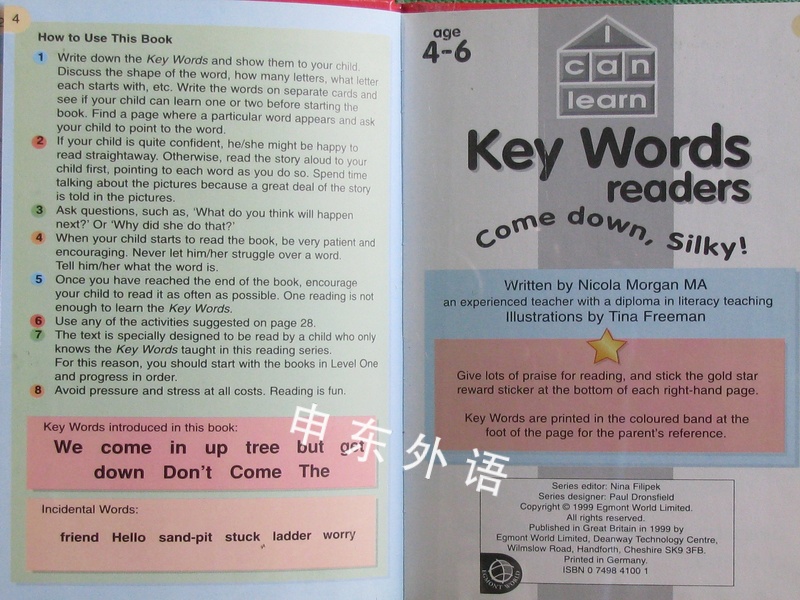 4
How to Use This Book
1 Write down the Key Words and show them to your child.
Discuss the shape of the word, how many letters, what letter
each starts with, etc. Write the words on separate cards and
see if your child can learn one or two before starting the
book. Find a page where a particular word appears and ask
your child to point to the word.
2 If your child is quite confident, he/she might be happy to
read straightaway. Otherwise, read the story aloud to your
child first, pointing to each word as you do so. Spend time
talking about the pictures because a great deal of the story
is told in the pictures.
3 Ask questions, such as, 'What do you think will happen
next?' Or 'Why did she do that?'
4 When your child starts to read the book, be very patient and
encouraging. Never let him/her struggle over a word.
Tell him/her what the word is.
5 Once you have reached the end of the book, encourage
your child to read it as often as possible. One reading is not
enough to learn the Key Words.
6 Use any of the activities suggested on page 28.
7 The text is specially designed to be read by a child who only
knows the Key Words taught in this reading series.
For this reason, you should start with the books in Level One
and progress in order.
8 Avoid pressure and stress at all costs. Reading is fun.
Key Words introduced in this book:
We come in up tree but get
down Don't Come The
Incidental Words:
friend Hello sand-pit stuck ladder worry
age
4-6
I
can
learn
Key Words
readers
Come down, Silky!
Written by Nicola Morgan MA
an experienced teacher with a diploma in literacy teaching
Illustrations by Tina Freeman
Give lots of praise for reading, and stick the gold star
reward sticker at the bottom of each right-hand page.
Key Words are printed in the coloured band at the
foot of the page for the parent's reference.
Series editor: Nina Filipek
Series designer: Paul Dronsfield
Copyright © 1999 Egmont World Limited.
All rights reserved.
Published in Great Britain in 1999 by
Egmont World Limited, Deanway Technology Centre,
Wilmslow Road, Handforth, Cheshire SK9 3FB.
Printed in Germany.
ISBN 0 7498 4100 1
EGMONT WORLD
申东外语